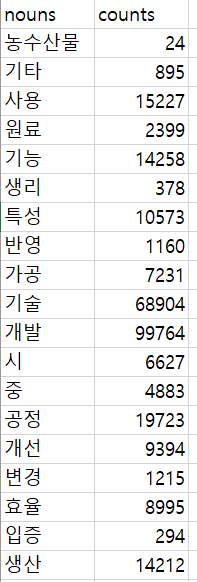 nouns counts
농수산물 24
기타 895
사용 15227
원료 2399
기능 14258
생리 378
특성 10573
반영 1160
가공 7231
기술 68904
개발 99764
시 6627
중 4883
공정 19723
개선 9394
변경 1215
효율 8995
입증 294
생산 14212